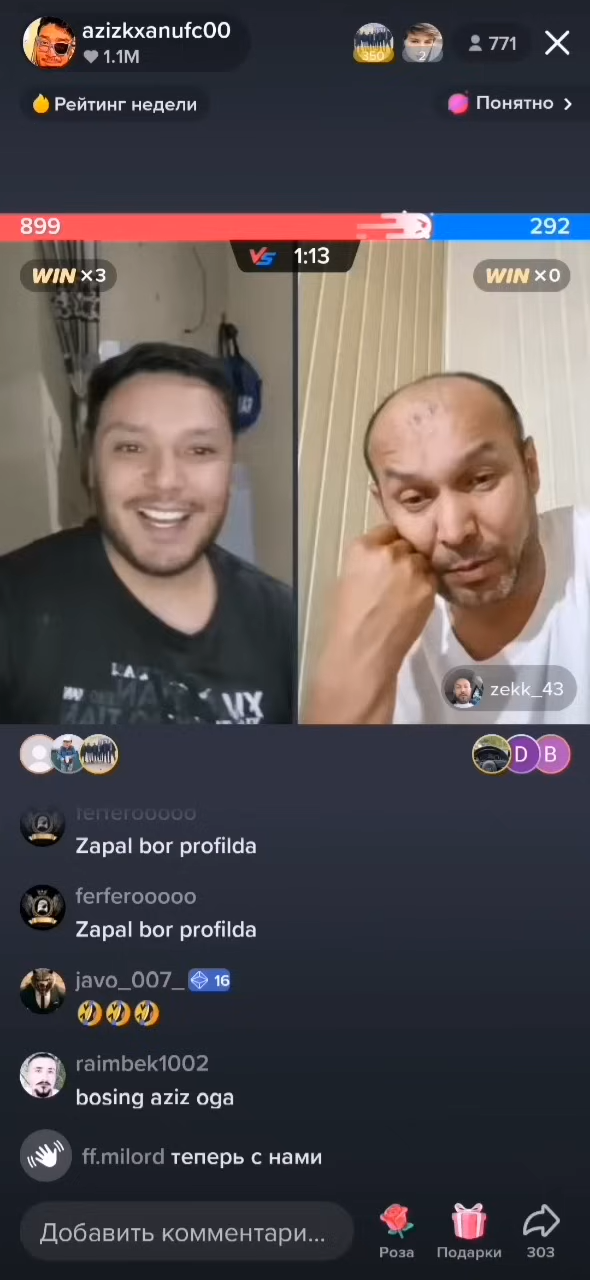 azizkxanufc00
1.1M
350
2
771
Рейтинг недели
Понятно
899
292
VS 1:13
WIN ×3
WIN ×0
zekk_43
D
B
ferferooooo
Zapal bor profilda
ferferooooo
Zapal bor profilda
javo_007_ 16
🤣🤣🤣
raimbek1002
bosing aziz oga
ff.milord теперь с нами
Добавить комментари...
Роза
Подарки
303